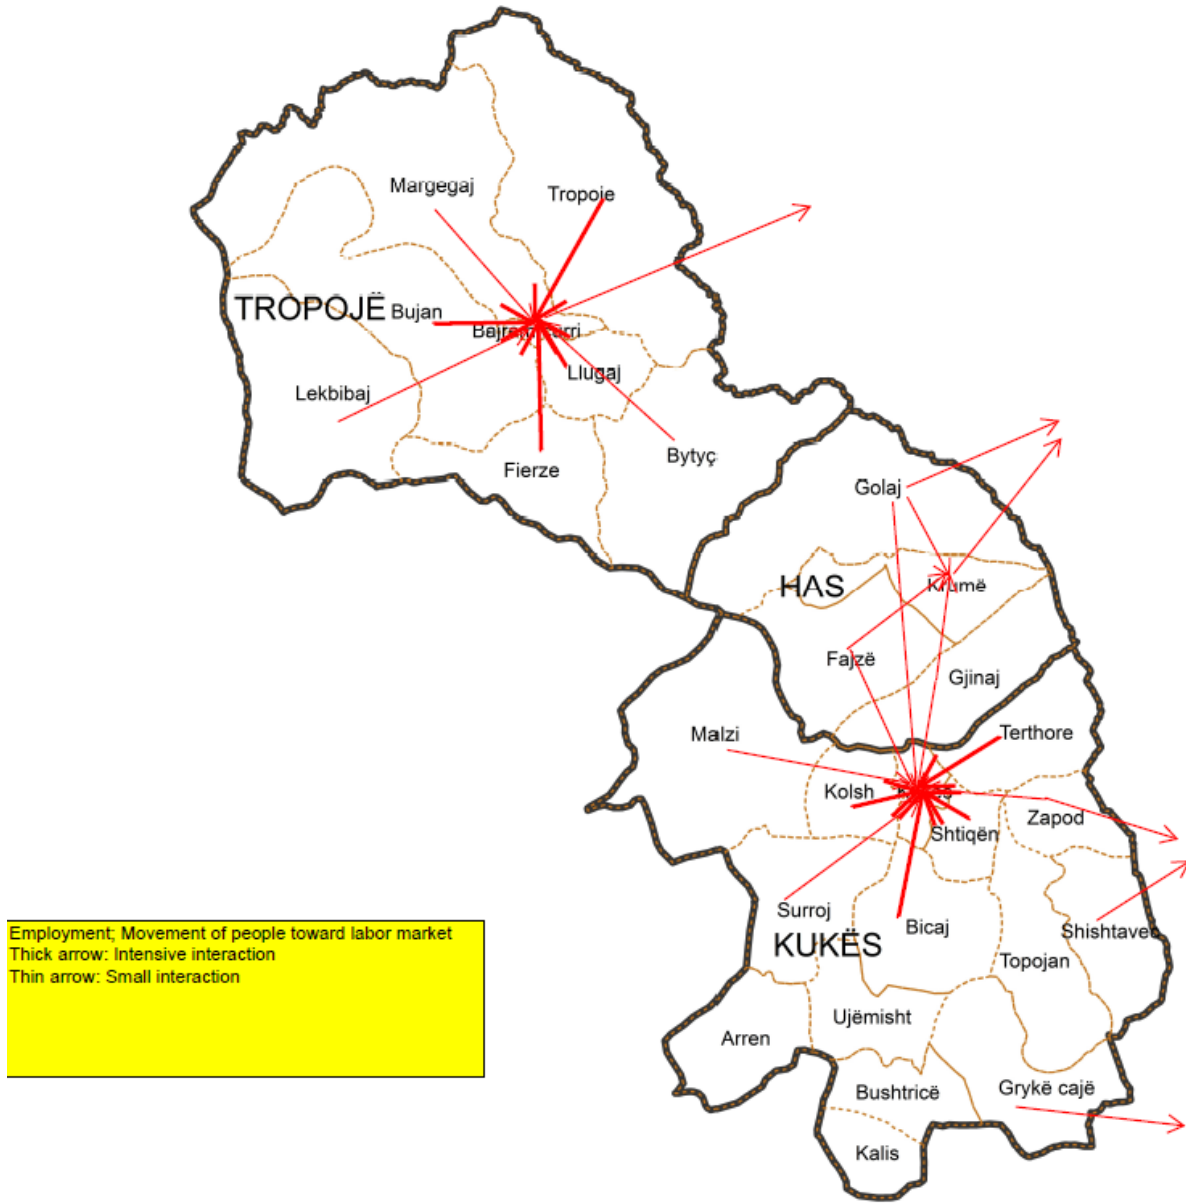 Margegaj
Tropoje
TROPOJË
Bujan
Llugaj
Lekbibaj
Fierze
Bytyç
Golaj
HAS
Krumë
Fajzë
Gjinaj
Malzi
Terthore
Kolsh
Zapod
Shtiqën
Surroj
Bicaj
Shishtavec
KUKËS
Topojan
Ujëmisht
Arren
Bushtricë
Grykë cajë
Kalis
Employment; Movement of people toward labor market
Thick arrow: Intensive interaction
Thin arrow: Small interaction